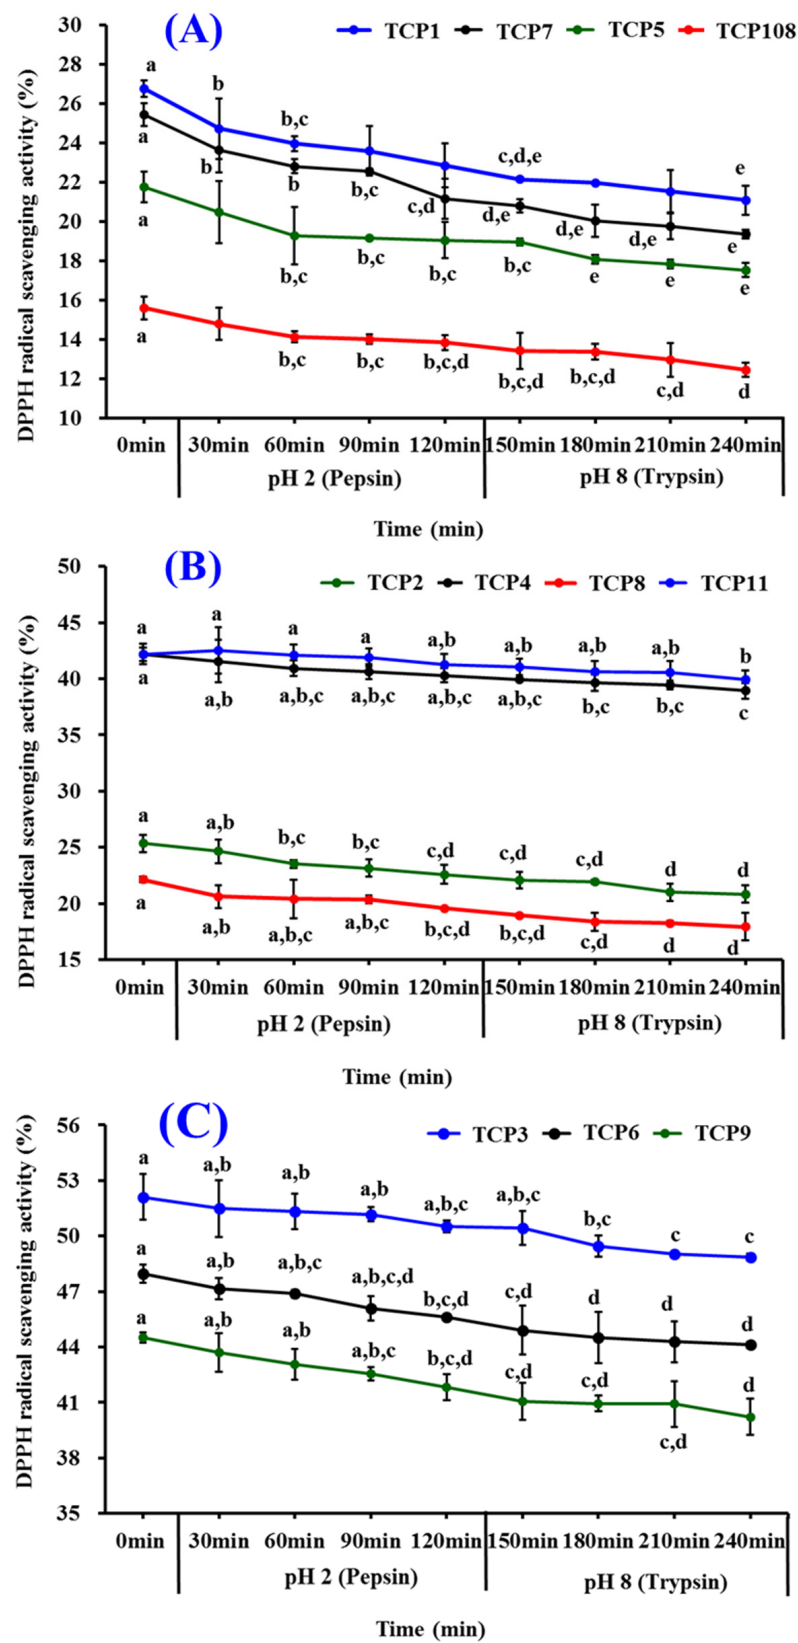 (A)
TCP1 TCP7 TCP5 TCP108
DPPH radical scavenging activity (%)
30
28
26
24
22
20
18
16
14
12
10
a b b,c c,d,e e
a b b b,c c,d d,e d,e d,e e
a b,c b,c b,c b,c e e e
a b,c b,c b,c,d b,c,d b,c,d c,d d
0min 30min 60min 90min 120min 150min 180min 210min 240min
pH 2 (Pepsin) pH 8 (Trypsin)
Time (min)
(B)
TCP2 TCP4 TCP8 TCP11
DPPH radical scavenging activity (%)
50
45
40
35
30
25
20
15
a a a a a,b a,b a,b a,b b
a a,b a,b,c a,b,c a,b,c a,b,c b,c b,c c
a a,b b,c b,c c,d c,d c,d d d
a a,b a,b,c a,b,c b,c,d b,c,d c,d d d
0min 30min 60min 90min 120min 150min 180min 210min 240min
pH 2 (Pepsin) pH 8 (Trypsin)
Time (min)
(C)
TCP3 TCP6 TCP9
DPPH radical scavenging activity (%)
56
53
50
47
44
41
38
35
a a,b a,b a,b a,b,c a,b,c b,c c c
a a,b a,b,c a,b,c,d b,c,d c,d d d d
a a,b a,b a,b,c b,c,d c,d c,d c,d d
0min 30min 60min 90min 120min 150min 180min 210min 240min
pH 2 (Pepsin) pH 8 (Trypsin)
Time (min)